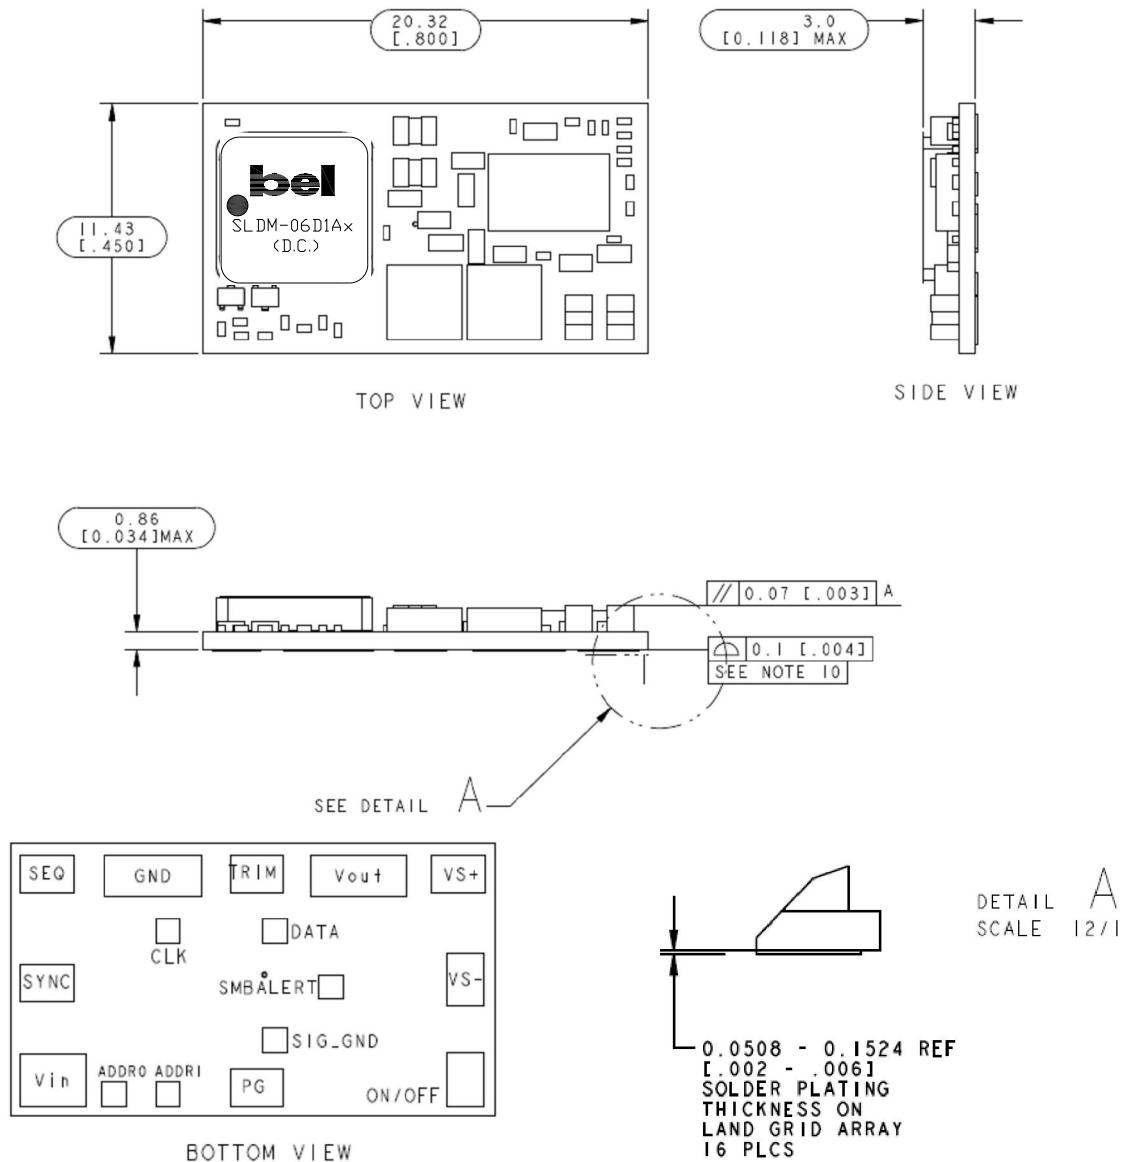 20.32
[.800]
3.0
[0.118] MAX
11.43
[.450]
bel
SLDM-06D1Ax
(D.C.)
TOP VIEW
SIDE VIEW
0.86
[0.034]MAX
// 0.07 [.003] A
0.1 [.004]
SEE NOTE 10
SEE DETAIL A
SEQ
GND
TRIM
Vout
VS+
CLK
DATA
SYNC
SMBALERT
VS-
SIG_GND
Vin
ADDR0 ADDR1
PG
ON/OFF
BOTTOM VIEW
DETAIL A
SCALE 12/1
0.0508 - 0.1524 REF
[.002 - .006]
SOLDER PLATING
THICKNESS ON
LAND GRID ARRAY
16 PLCS